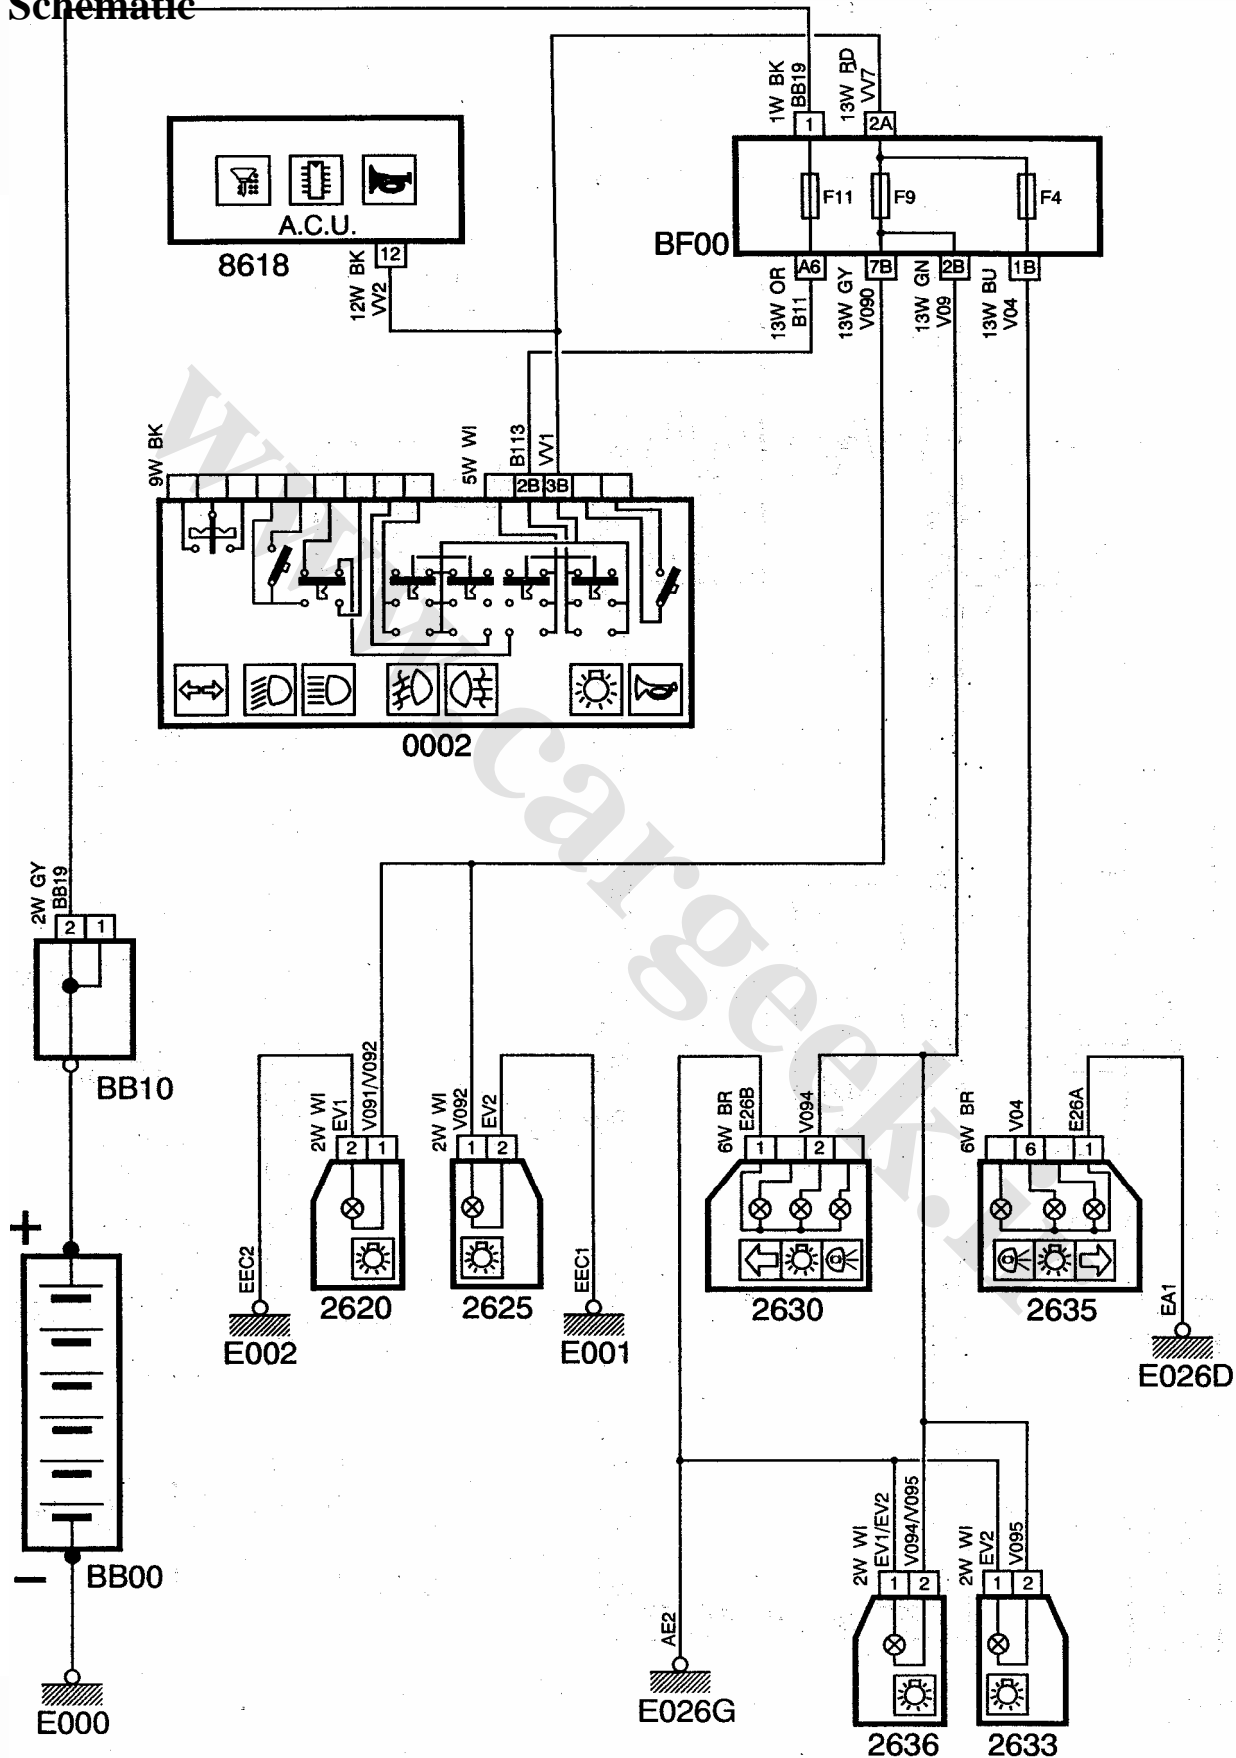 Schematic
1W BK
BB19
13W RD
VV7
1
2A
F11
F9
F4
BF00
A6
7B
2B
1B
13W OR
B11
13W GY
V090
13W GN
V09
13W BU
V04
A.C.U.
8618
12
12W BK
VV2
9W BK
5W WI
B113
VV1
2B
3B
0002
2W GY
BB19
2
1
BB10
+
BB00
−
E000
2W WI
EV1
V091/V092
2
1
2620
EEC2
E002
2W WI
V092
EV2
1
2
2625
EEC1
E001
6W BR
E26B
V094
1
2
2630
6W BR
V04
E26A
6
1
2635
EA1
E026D
AE2
E026G
2W WI
EV1/EV2
V094/V095
1
2
2636
2W WI
EV2
V095
1
2
2633
www.cargeek.ir